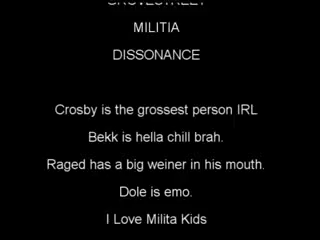 GROVESTREET
MILITIA
DISSONANCE
Crosby is the grossest person IRL
Bekk is hella chill brah.
Raged has a big weiner in his mouth.
Dole is emo.
I Love Milita Kids